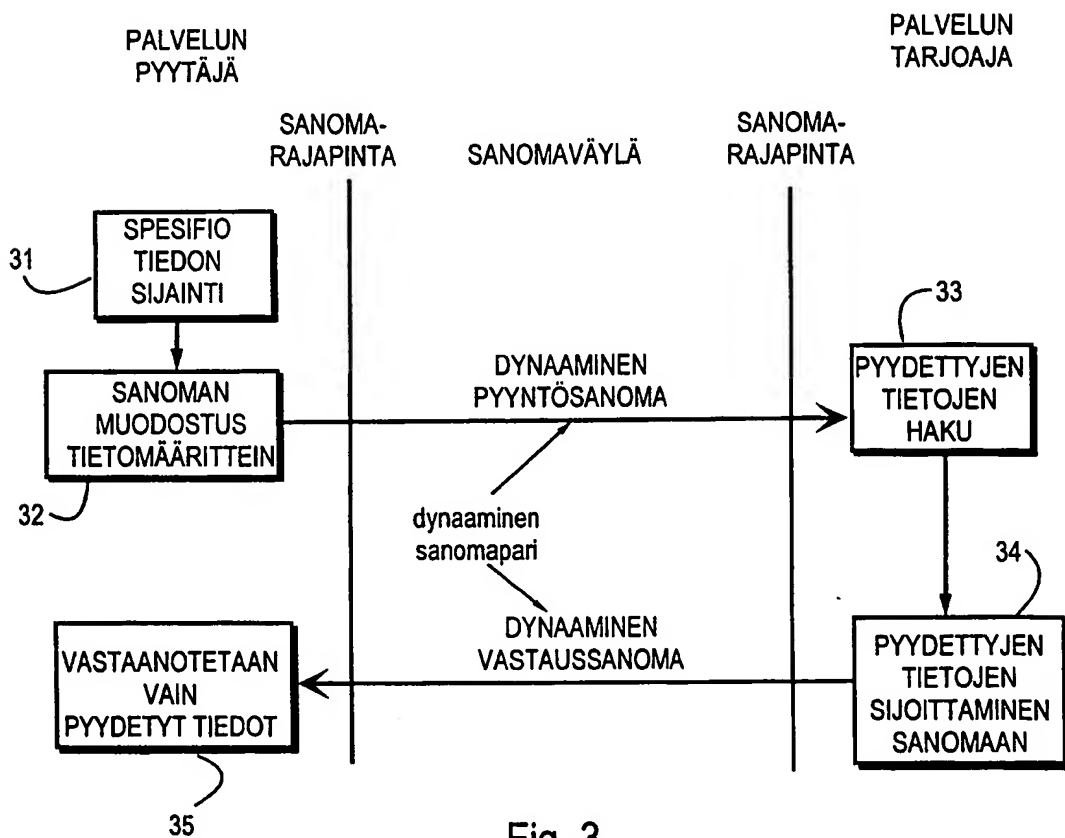 PALVELUN
PYYTÄJÄ
PALVELUN
TARJOAJA
SANOMA-
RAJAPINTA
SANOMAVÄYLÄ
SANOMA-
RAJAPINTA
31
SPESIFIO
TIEDON
SIJAINTI
32
SANOMAN
MUODOSTUS
TIETOMÄÄRITTEIN
DYNAAMINEN
PYYNTÖSANOMA
33
PYYDETTYJEN
TIETOJEN
HAKU
dynaaminen
sanomapari
34
PYYDETTYJEN
TIETOJEN
SIJOITTAMINEN
SANOMAAN
DYNAAMINEN
VASTAUSSANOMA
VASTAANOTETAAN
VAIN
PYYDETYT TIEDOT
35
Fig. 3